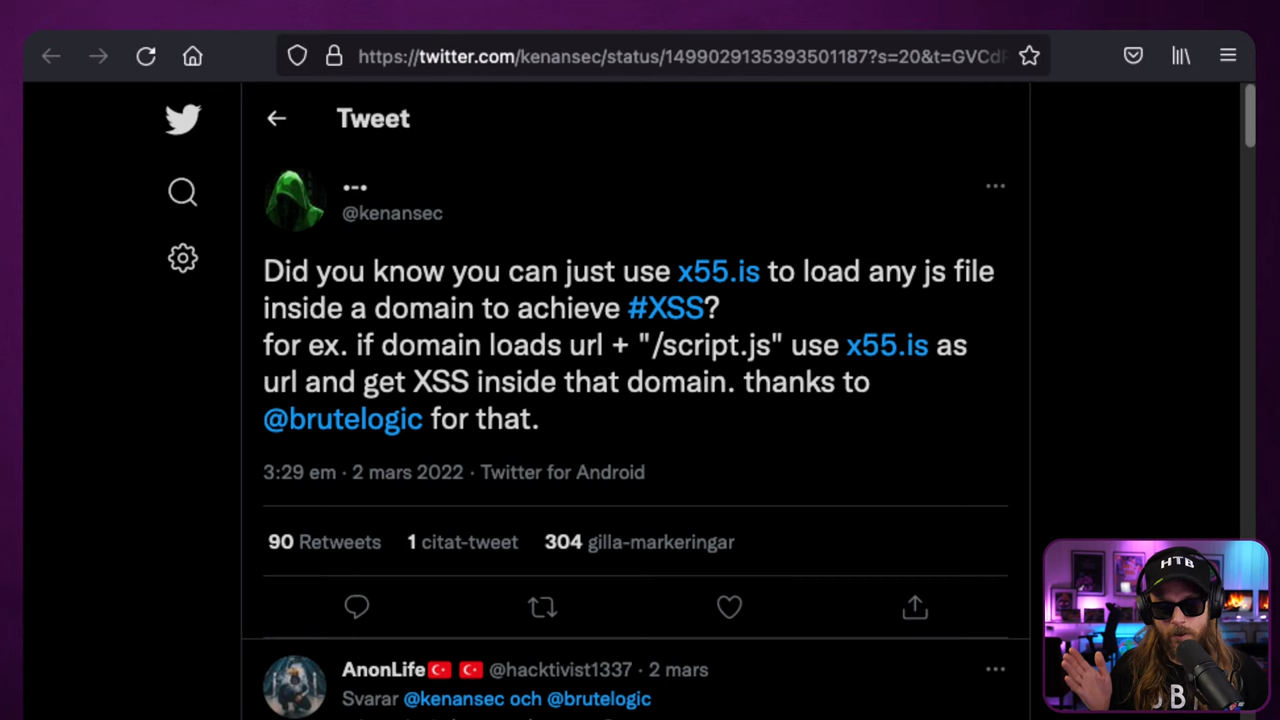 https://twitter.com/kenansec/status/1499029135393501187?s=20&t=GVCd
Tweet
---
@kenansec
Did you know you can just use x55.is to load any js file
inside a domain to achieve #XSS?
for ex. if domain loads url + "/script.js" use x55.is as
url and get XSS inside that domain. thanks to
@brutelogic for that.
3:29 em · 2 mars 2022 · Twitter for Android
90 Retweets 1 citat-tweet 304 gilla-markeringar
AnonLife🇹🇷 🇹🇷 @hacktivist1337 · 2 mars
Svarar @kenansec och @brutelogic
HTB